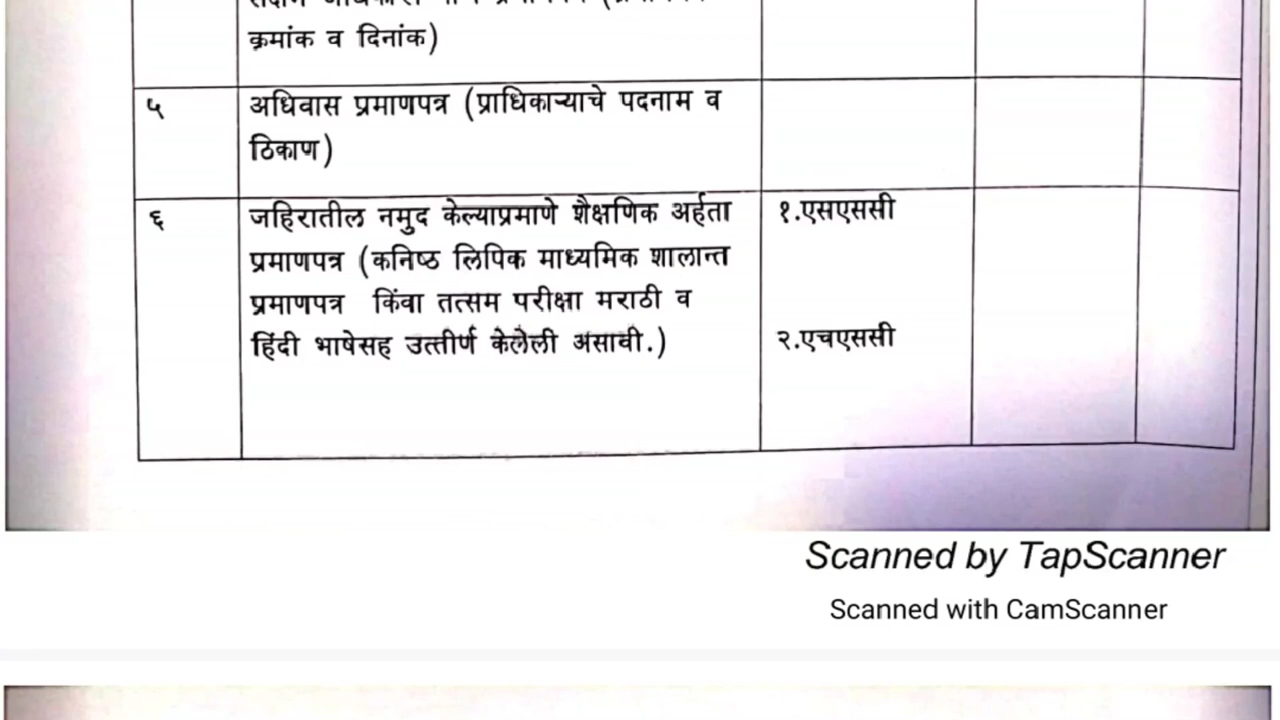 क्रमांक व दिनांक)
५
अधिवास प्रमाणपत्र (प्राधिकाऱ्याचे पदनाम व
ठिकाण)
६
जहिरातील नमुद केल्याप्रमाणे शैक्षणिक अर्हता
प्रमाणपत्र (कनिष्ठ लिपिक माध्यमिक शालान्त
प्रमाणपत्र किंवा तत्सम परीक्षा मराठी व
हिंदी भाषेसह उत्तीर्ण केलेली असावी.)
१.एसएससी
२.एचएससी
Scanned by TapScanner
Scanned with CamScanner